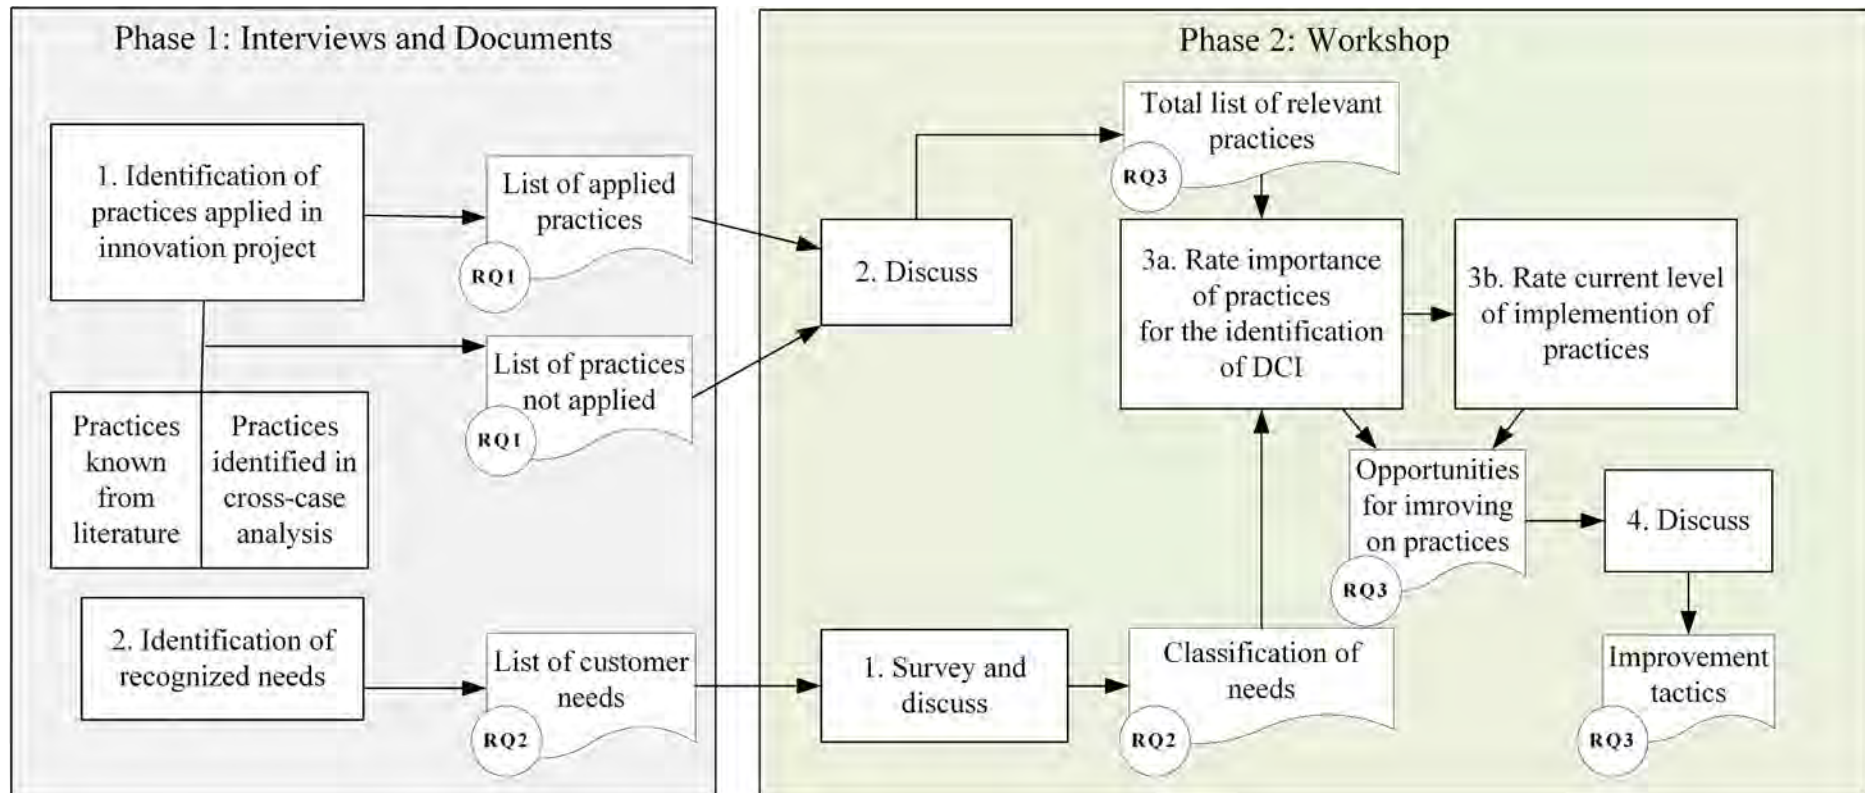 Phase 1: Interviews and Documents
1. Identification of
practices applied in
innovation project
List of applied
practices
RQ1
List of practices
not applied
RQ1
Practices
known
from
literature
Practices
identified in
cross-case
analysis
2. Identification of
recognized needs
List of customer
needs
RQ2
Phase 2: Workshop
Total list of relevant
practices
RQ3
2. Discuss
3a. Rate importance
of practices
for the identification
of DCI
3b. Rate current level
of implemention of
practices
Opportunities
for imroving
on practices
RQ3
4. Discuss
1. Survey and
discuss
Classification of
needs
RQ2
Improvement
tactics
RQ3